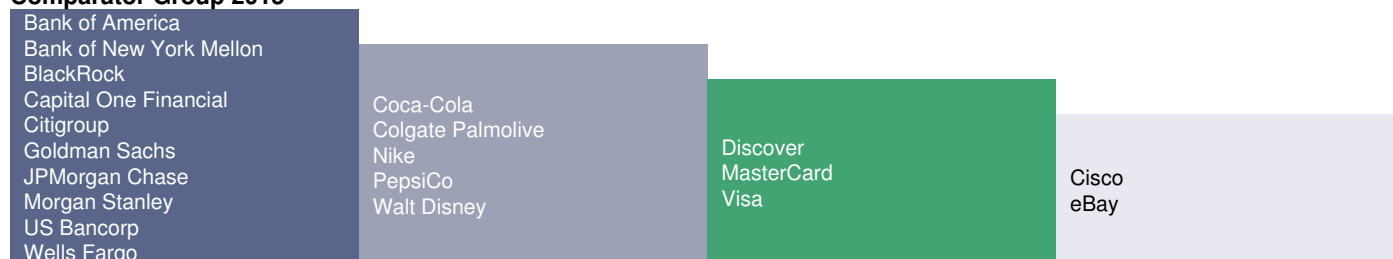 Comparator Group 2015
Bank of America
Bank of New York Mellon
BlackRock
Capital One Financial
Citigroup
Goldman Sachs
JPMorgan Chase
Morgan Stanley
US Bancorp
Wells Fargo
Coca-Cola
Colgate Palmolive
Nike
PepsiCo
Walt Disney
Discover
MasterCard
Visa
Cisco
eBay